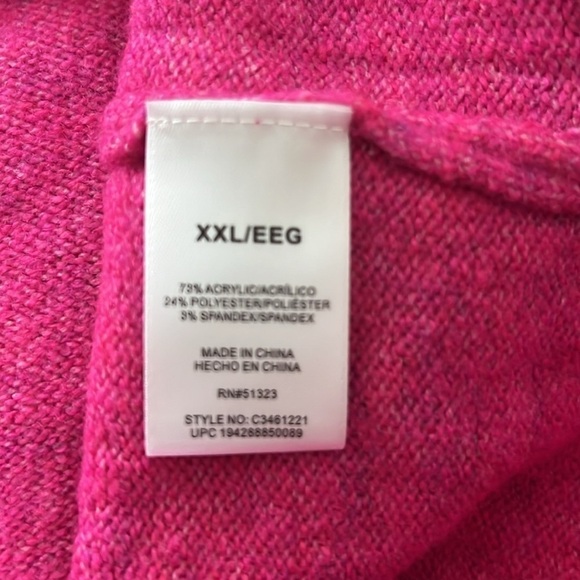 XXL/EEG
73% ACRYLIC/ACRÍLICO
24% POLYESTER/POLIÉSTER
3% SPANDEX/SPANDEX
MADE IN CHINA
HECHO EN CHINA
RN#51323
STYLE NO: C3461221
UPC 194288850089